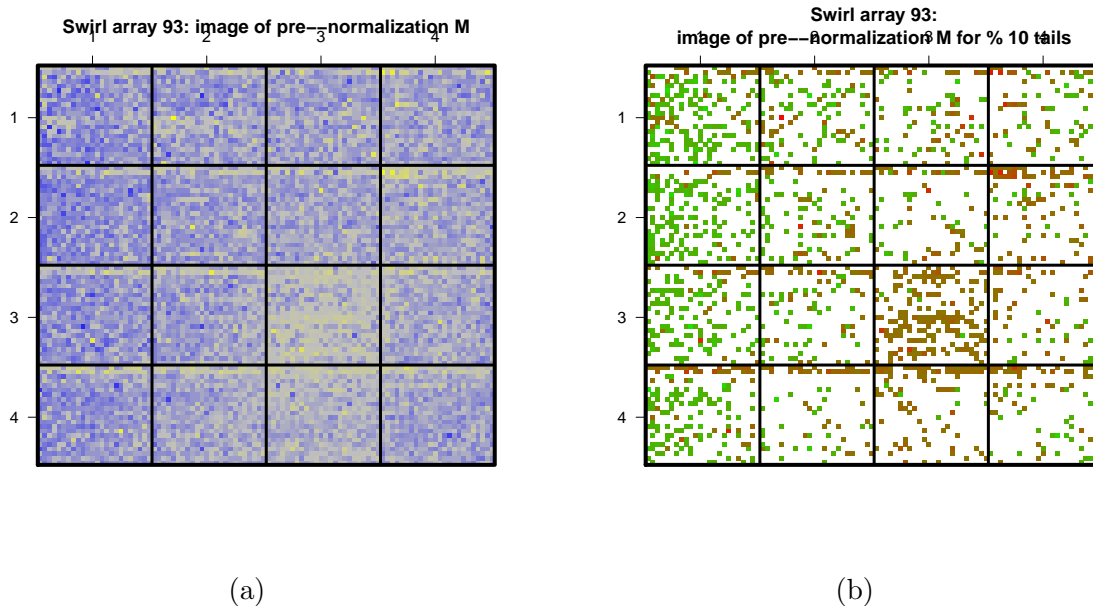 Swirl array 93: image of pre−−normalization M
1 2 3 4
1
2
3
4
(a)
Swirl array 93:
image of pre−−normalization M for % 10 tails
1 2 3 4
1
2
3
4
(b)